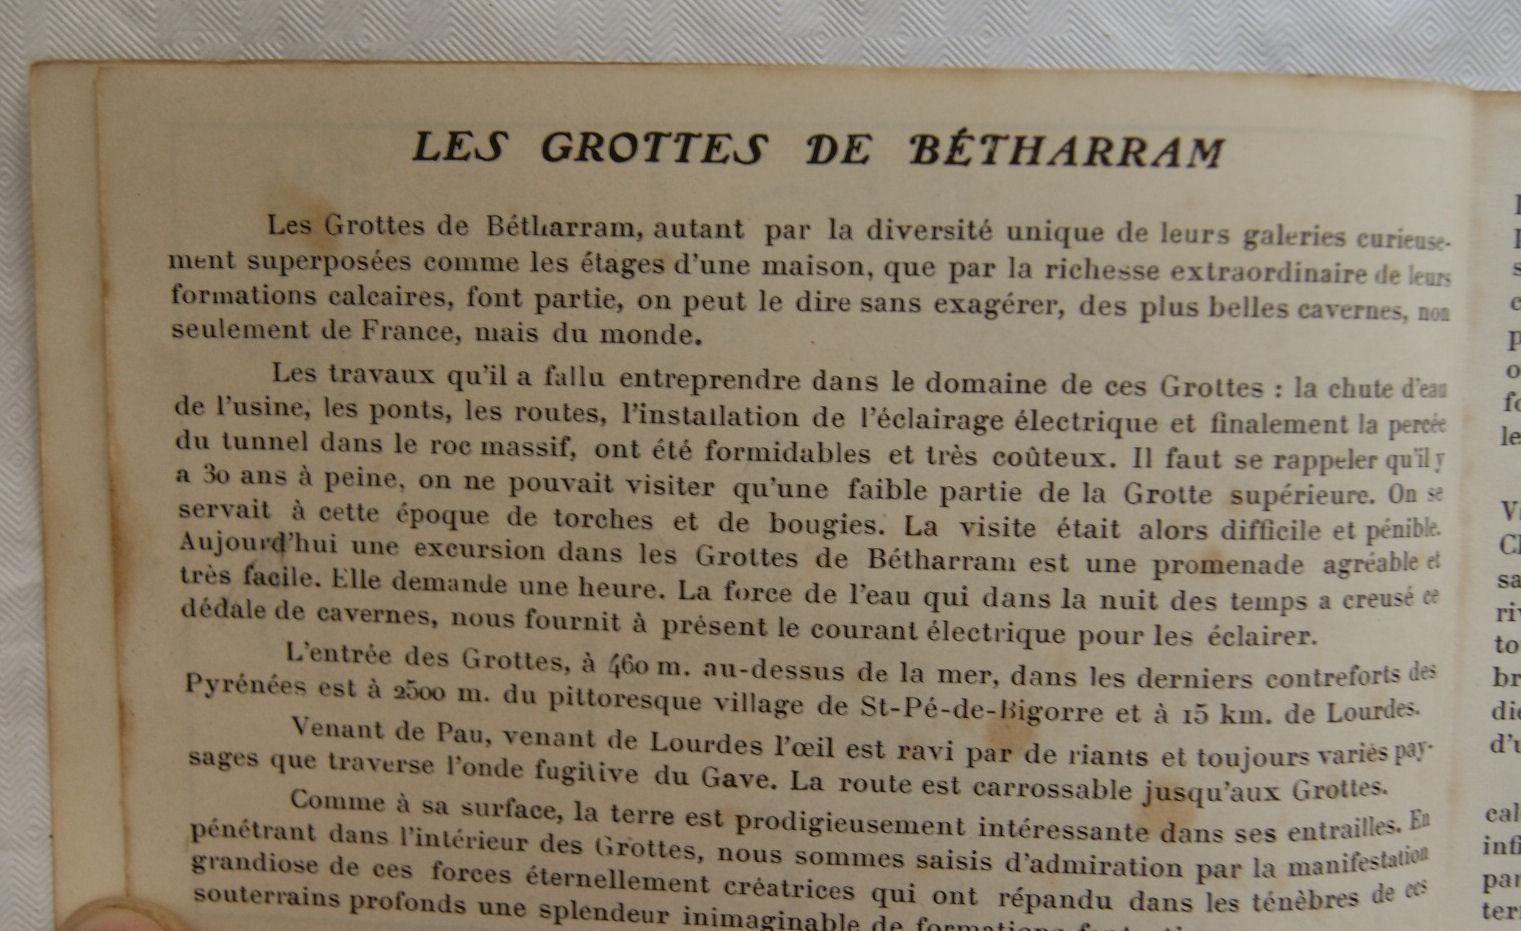 LES GROTTES DE BÉTHARRAM
Les Grottes de Bétharram, autant par la diversité unique de leurs galeries curieuse-
ment superposées comme les étages d'une maison, que par la richesse extraordinaire de leurs
formations calcaires, font partie, on peut le dire sans exagérer, des plus belles cavernes, non
seulement de France, mais du monde.
Les travaux qu'il a fallu entreprendre dans le domaine de ces Grottes : la chute d'eau
de l'usine, les ponts, les routes, l'installation de l'éclairage électrique et finalement la percée
du tunnel dans le roc massif, ont été formidables et très coûteux. Il faut se rappeler qu'il y
a 30 ans à peine, on ne pouvait visiter qu'une faible partie de la Grotte supérieure. On se
servait à cette époque de torches et de bougies. La visite était alors difficile et pénible.
Aujourd'hui une excursion dans les Grottes de Bétharram est une promenade agréable et
très facile. Elle demande une heure. La force de l'eau qui dans la nuit des temps a creusé ce
dédale de cavernes, nous fournit à présent le courant électrique pour les éclairer.
L'entrée des Grottes, à 460 m. au-dessus de la mer, dans les derniers contreforts des
Pyrénées est à 2500 m. du pittoresque village de St-Pé-de-Bigorre et à 15 km. de Lourdes.
Venant de Pau, venant de Lourdes l'œil est ravi par de riants et toujours variés pay-
sages que traverse l'onde fugitive du Gave. La route est carrossable jusqu'aux Grottes.
Comme à sa surface, la terre est prodigieusement intéressante dans ses entrailles. En
pénétrant dans l'intérieur des Grottes, nous sommes saisis d'admiration par la manifestation
grandiose de ces forces éternellement créatrices qui ont répandu dans les ténèbres de ces
souterrains profonds une splendeur inimaginable de formations